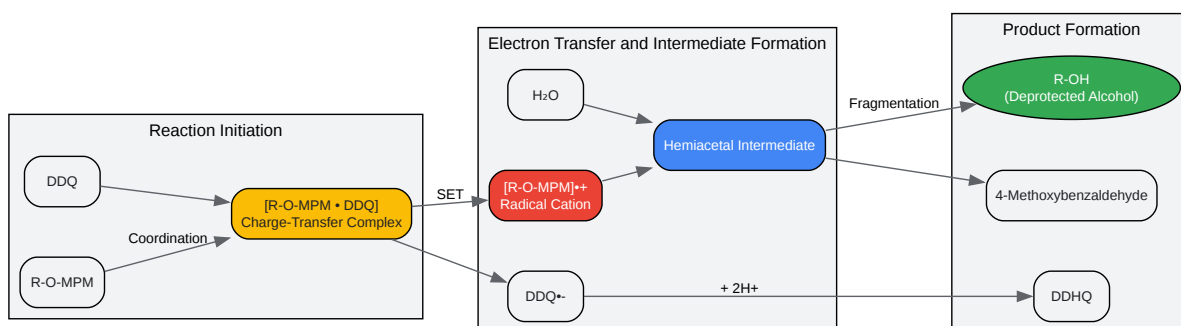 Reaction Initiation
DDQ
R-O-MPM
Coordination
[R-O-MPM • DDQ]
Charge-Transfer Complex
SET
Electron Transfer and Intermediate Formation
H₂O
[R-O-MPM]•+
Radical Cation
Hemiacetal Intermediate
DDQ•-
+ 2H+
Fragmentation
Product Formation
R-OH
(Deprotected Alcohol)
4-Methoxybenzaldehyde
DDHQ